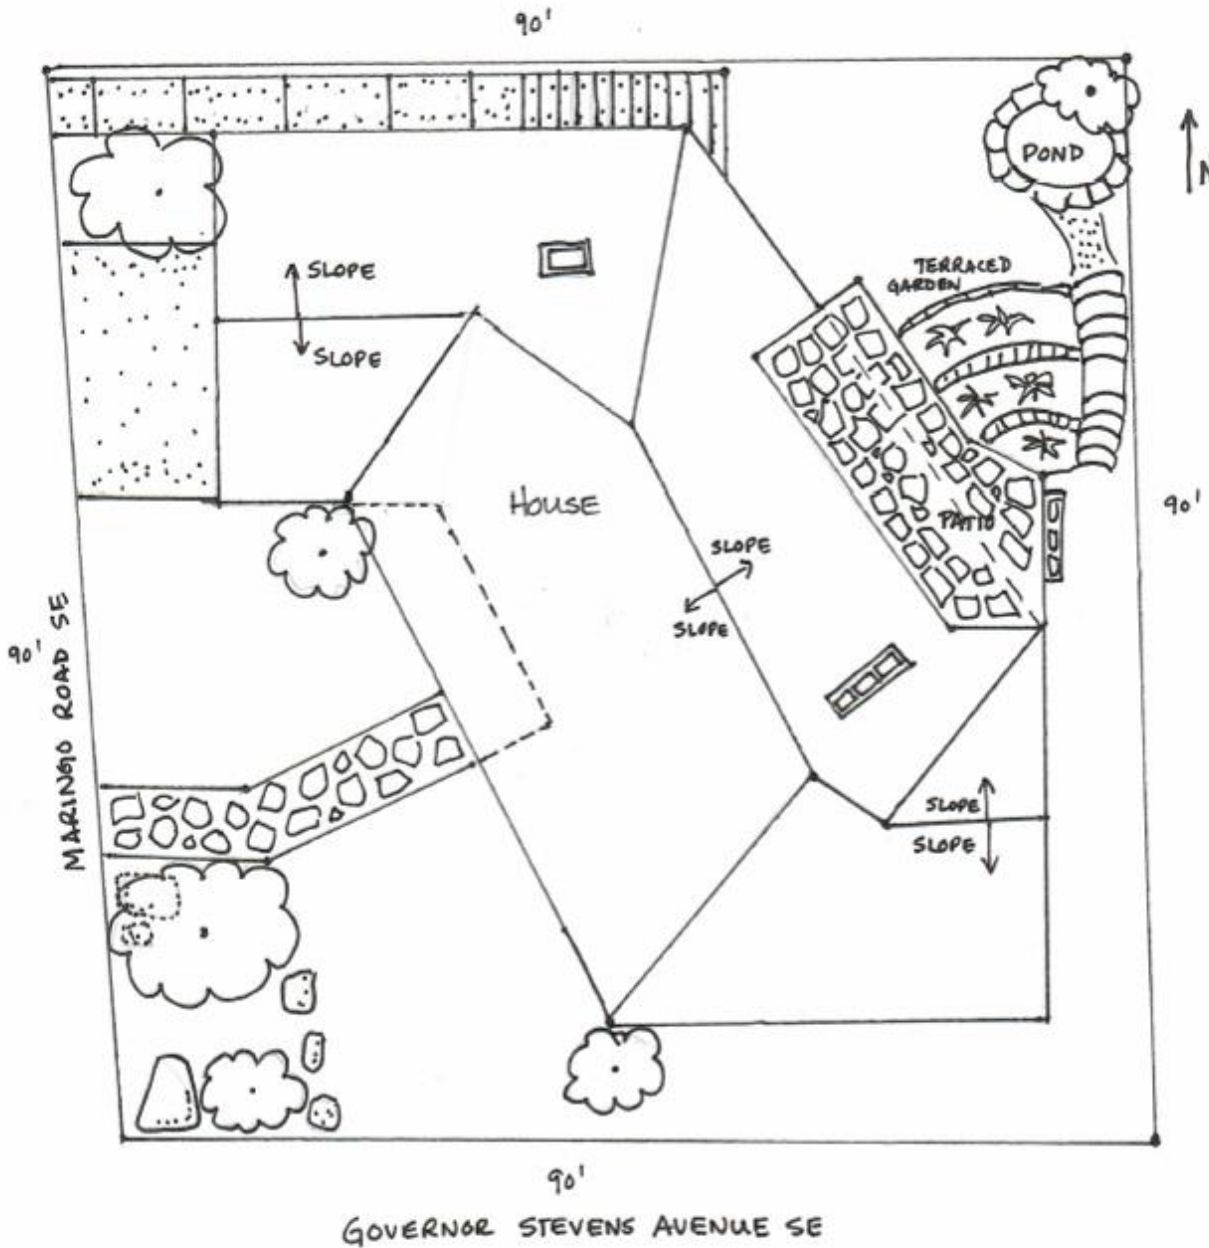 90'
POND
N
TERRACED
GARDEN
SLOPE
SLOPE
HOUSE
90'
PATIO
SLOPE
SLOPE
90'
MARINGO ROAD SE
SLOPE
SLOPE
90'
GOVERNOR STEVENS AVENUE SE